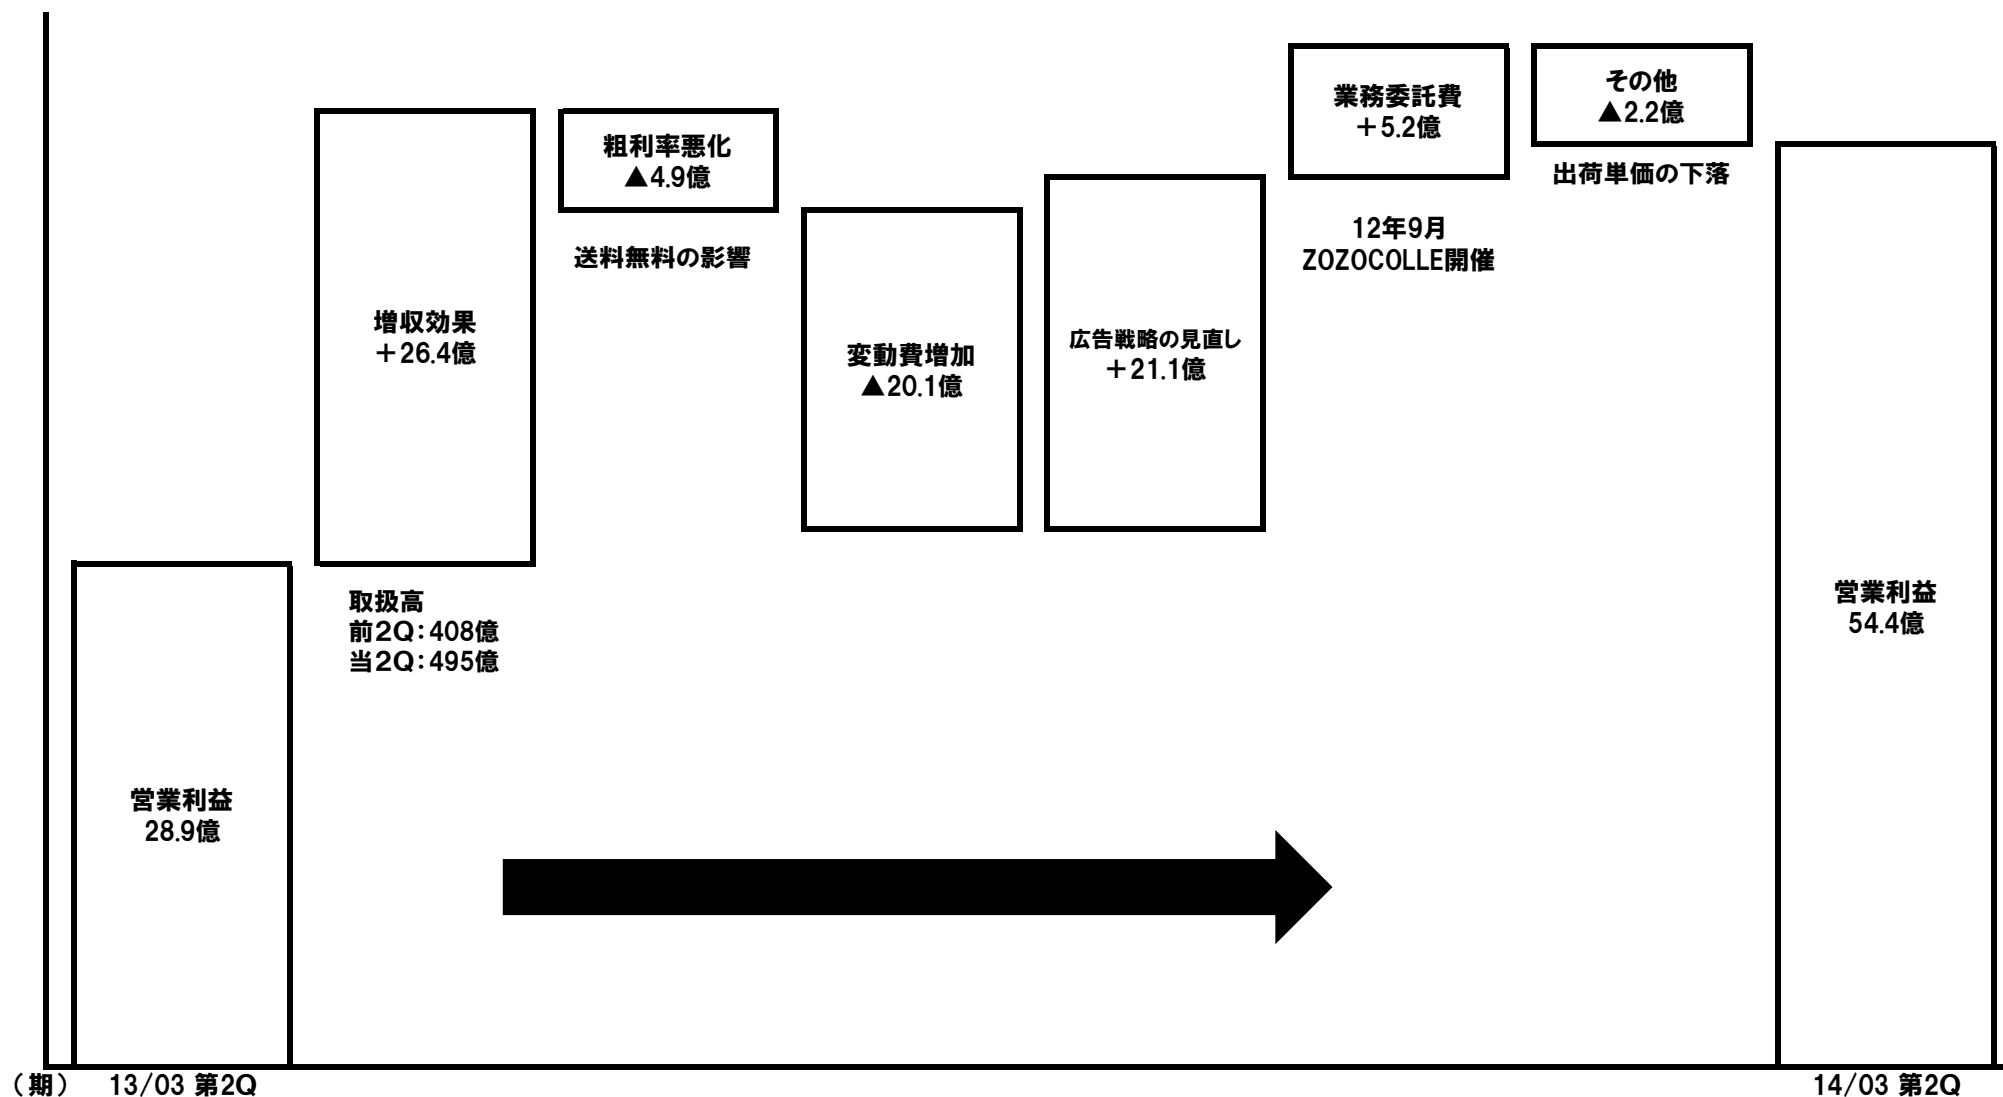 営業利益
28.9億
増収効果
＋26.4億
取扱高
前２Q：408億
当２Q：495億
粗利率悪化
▲4.9億
送料無料の影響
変動費増加
▲20.1億
広告戦略の見直し
＋21.1億
業務委託費
＋5.2億
12年9月
ZOZOCOLLE開催
その他
▲2.2億
出荷単価の下落
営業利益
54.4億
（期）　13/03 第2Q
14/03 第2Q